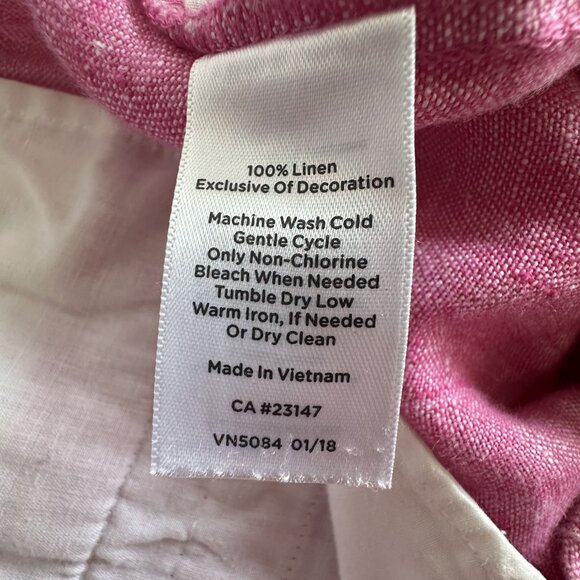 100% Linen
Exclusive Of Decoration
Machine Wash Cold
Gentle Cycle
Only Non-Chlorine
Bleach When Needed
Tumble Dry Low
Warm Iron, If Needed
Or Dry Clean
Made In Vietnam
CA #23147
VN5084 01/18